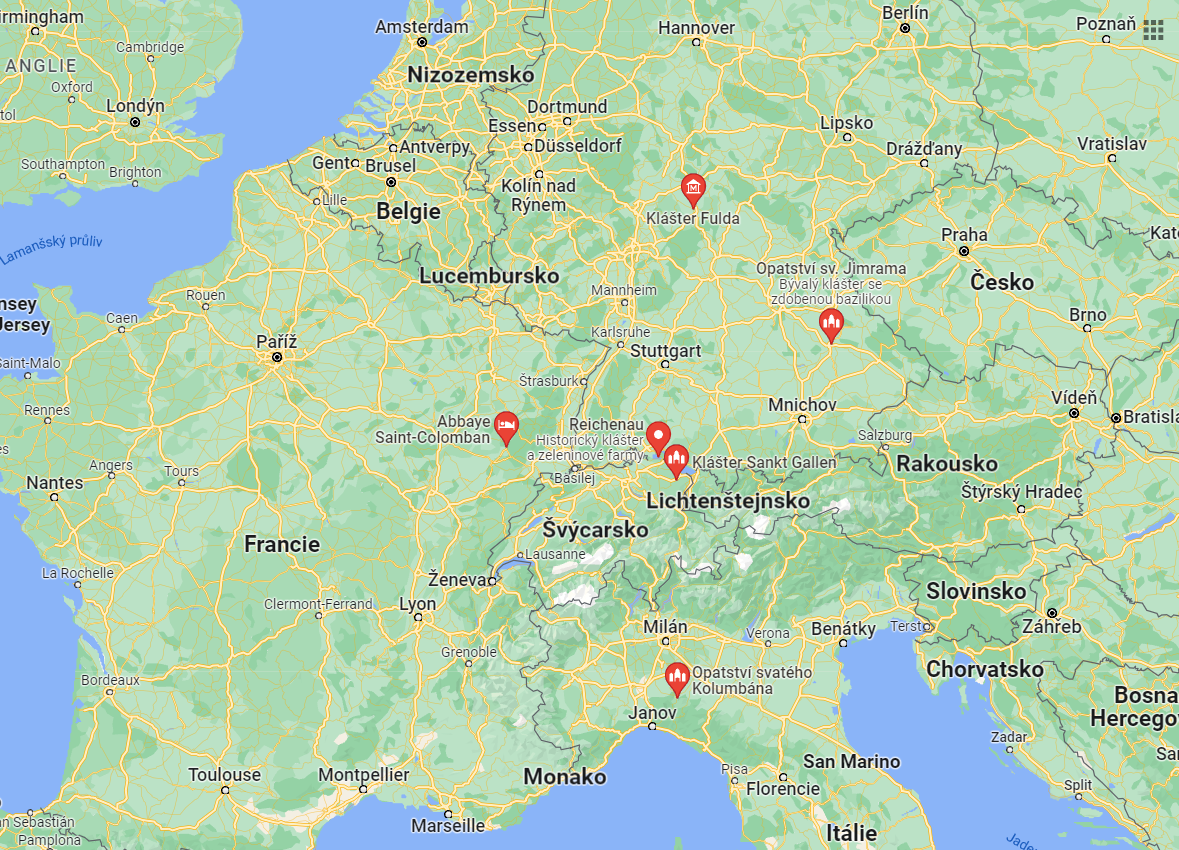 irmingham
Cambridge
ANGLIE
Oxford
Londýn
tol
Southampton
Brighton
Amsterdam
Nizozemsko
Hannover
Berlín
Poznaň
Dortmund
Essen
Düsseldorf
Lipsko
Drážďany
Vratislav
Gent
Antverpy
Brusel
Kolín nad
Rýnem
Lille
Belgie
Klášter Fulda
Praha
Kato
Lamanšský průliv
Lucembursko
Opatství sv. Jimrama
Bývalý klášter se
zdobenou bazilikou
Česko
Mannheim
nsey
Jersey
Rouen
Caen
Brno
Karlsruhe
Paříž
Stuttgart
Saint-Malo
Štrasburk
Rennes
Abbaye
Saint-Colomban
Reichenau
Historický klášter
a zeleninové farmy
Mnichov
Vídeň
Bratisla
Salzburg
es
Angers
Tours
Nantes
Basilej
Klášter Sankt Gallen
Rakousko
Lichtenštejnsko
Štýrský Hradec
Francie
Švýcarsko
Lausanne
La Rochelle
Ženeva
Clermont-Ferrand
Lyon
Slovinsko
Milán
Verona
Benátky
Terst
Záhřeb
Grenoble
Chorvatsko
Opatství svatého
Kolumbána
Bordeaux
Bosna
Hercego
Janov
Zadar
Sar
San Marino
Toulouse
Montpellier
Monako
Pisa
Florencie
Split
Marseille
an Sebastián
Pamplona
Itálie
Jader